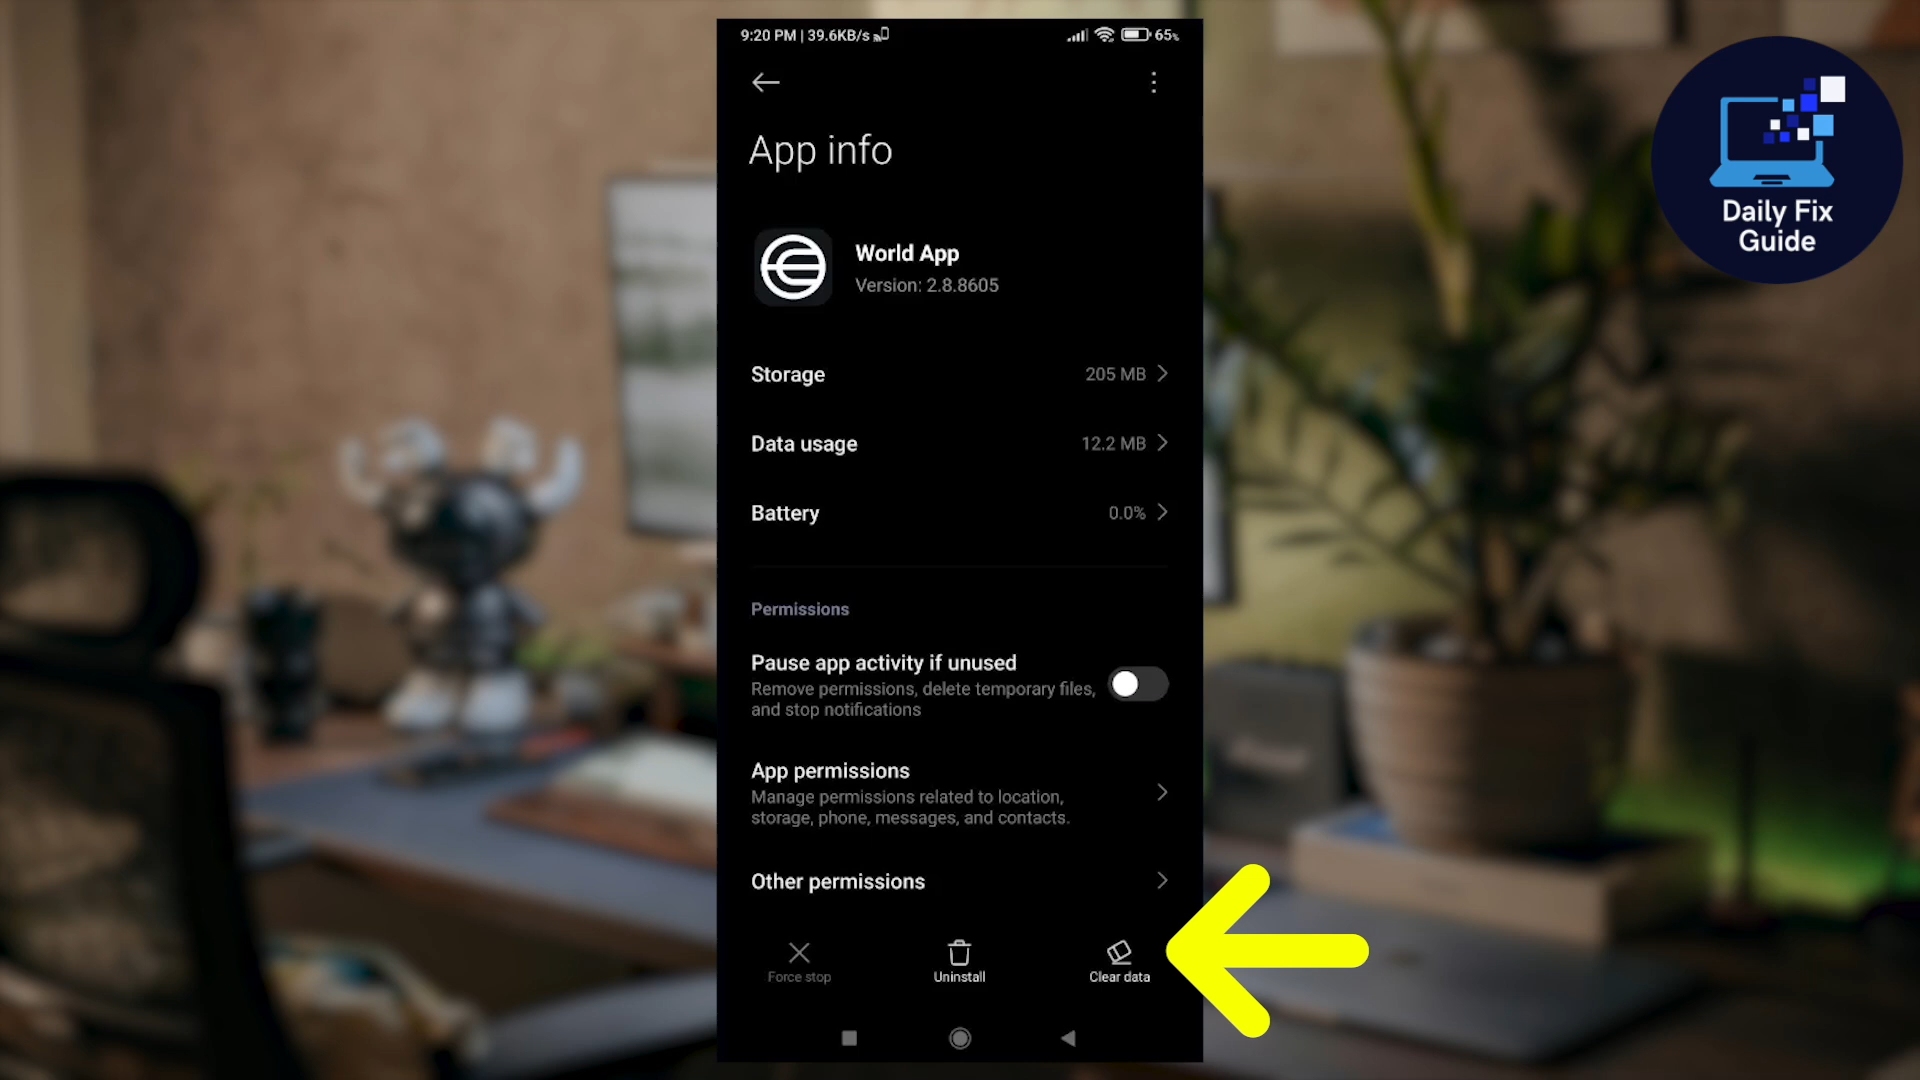 9:20 PM | 39.6KB/s
65%
App info
World App
Version: 2.8.8605
Storage
205 MB
Data usage
12.2 MB
Battery
0.0%
Permissions
Pause app activity if unused
Remove permissions, delete temporary files,
and stop notifications
App permissions
Manage permissions related to location,
storage, phone, messages, and contacts.
Other permissions
Force stop
Uninstall
Clear data
Daily Fix
Guide